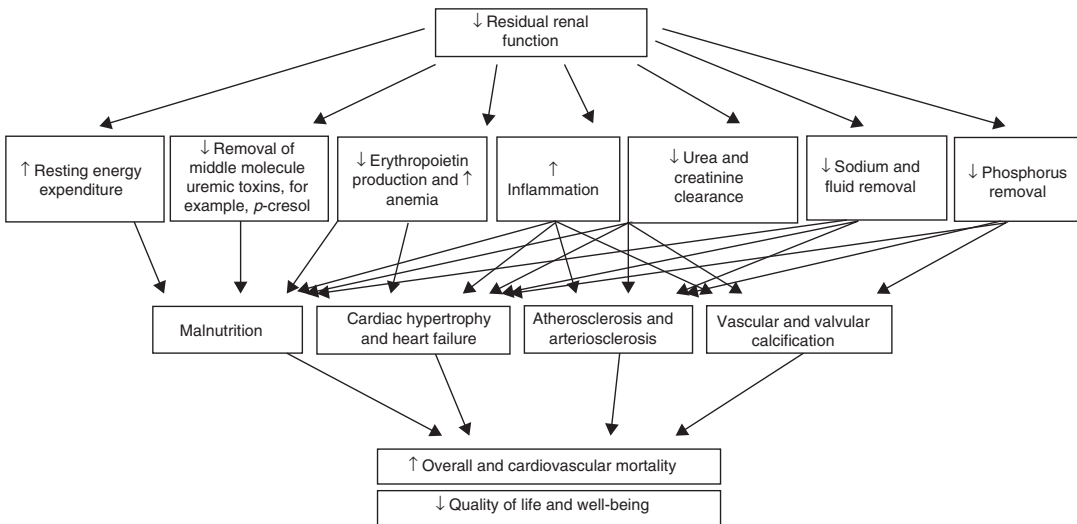 ↓ Residual renal
function
↑ Resting energy
expenditure
↓ Removal of
middle molecule
uremic toxins, for
example, p-cresol
↓ Erythropoietin
production and ↑
anemia
↑
Inflammation
↓ Urea and
creatinine
clearance
↓ Sodium and
fluid removal
↓ Phosphorus
removal
Malnutrition
Cardiac hypertrophy
and heart failure
Atherosclerosis and
arteriosclerosis
Vascular and valvular
calcification
↑ Overall and cardiovascular mortality
↓ Quality of life and well-being